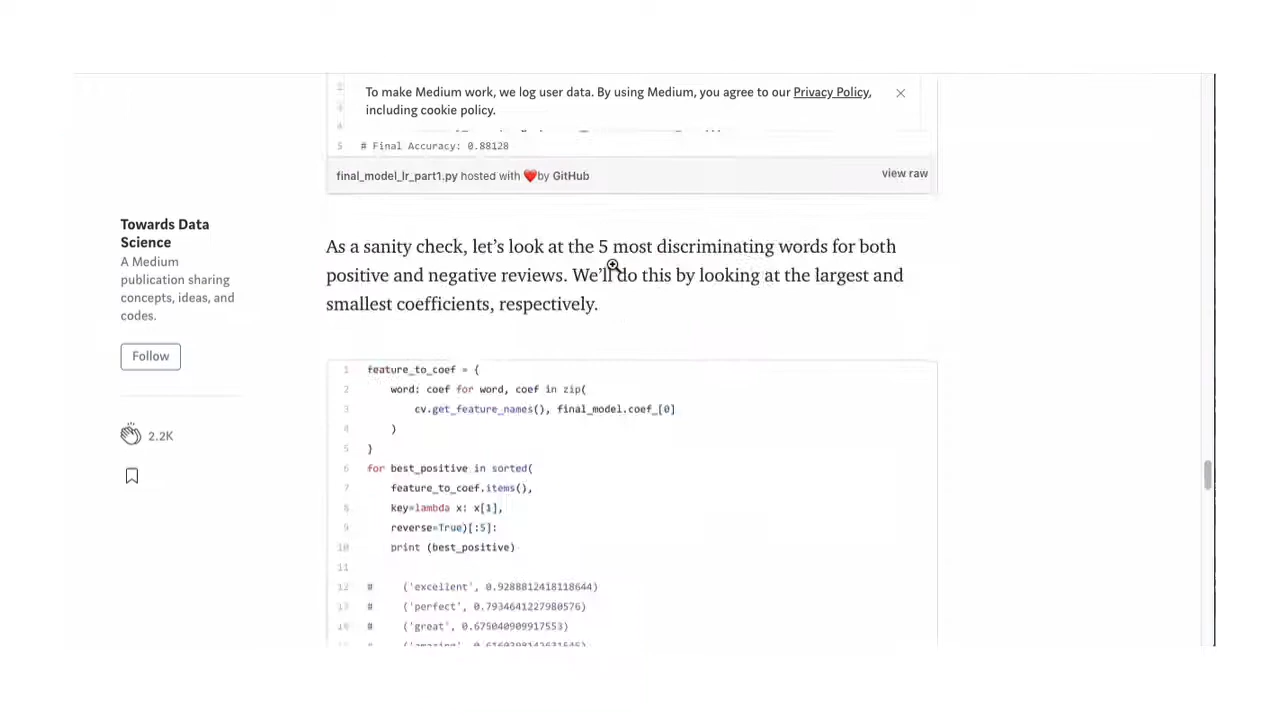 To make Medium work, we log user data. By using Medium, you agree to our Privacy Policy,
including cookie policy.
5 # Final Accuracy: 0.88128
final_model_lr_part1.py hosted with ❤by GitHub
view raw
Towards Data
Science
A Medium
publication sharing
concepts, ideas, and
codes.
Follow
2.2K
As a sanity check, let's look at the 5 most discriminating words for both
positive and negative reviews. We'll do this by looking at the largest and
smallest coefficients, respectively.
1 feature_to_coef = {
2 word: coef for word, coef in zip(
3 cv.get_feature_names(), final_model.coef_[0]
4 )
5 }
6 for best_positive in sorted(
7 feature_to_coef.items(),
8 key=lambda x: x[1],
9 reverse=True)[:5]:
10 print (best_positive)
11
12 # ('excellent', 0.9288812418118644)
13 # ('perfect', 0.7934641227980576)
14 # ('great', 0.675040909917553)